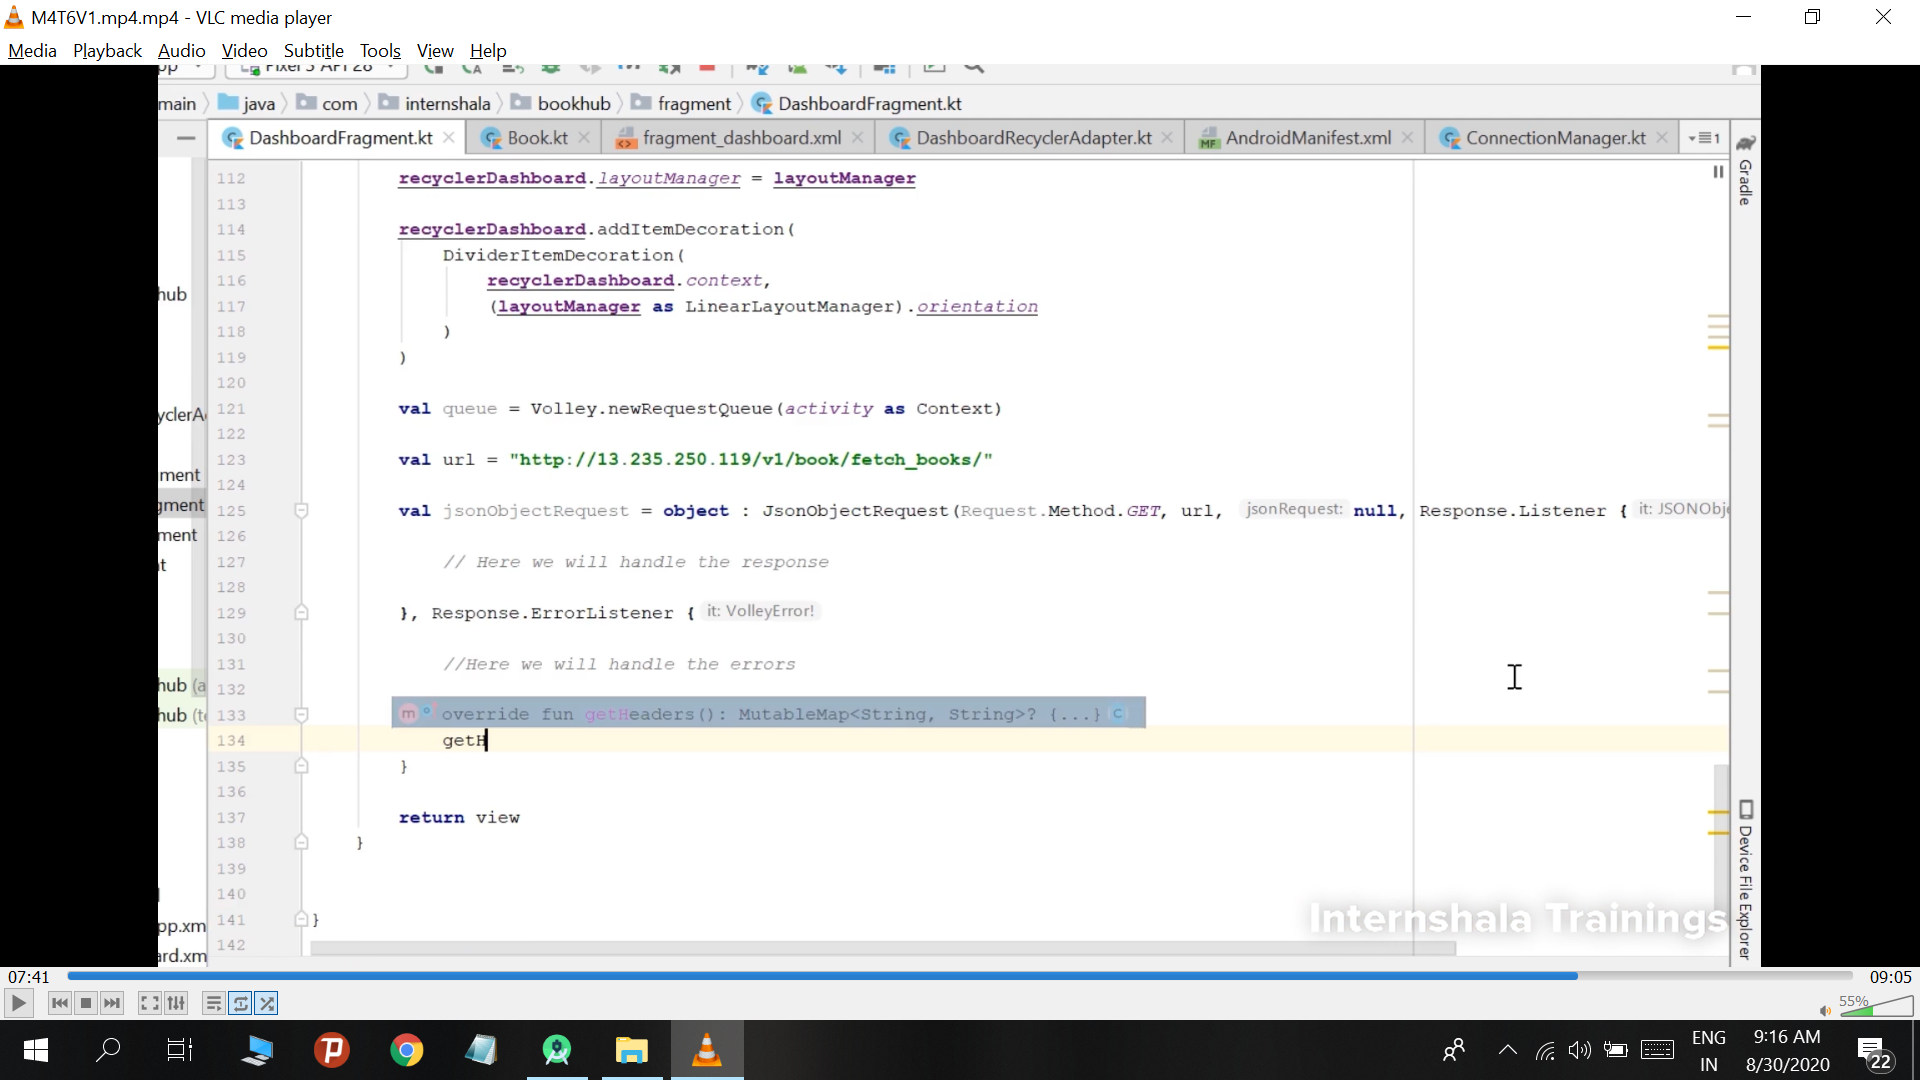 M4T6V1.mp4.mp4 - VLC media player
Media Playback Audio Video Subtitle Tools View Help
main java com internshala bookhub fragment DashboardFragment.kt
DashboardFragment.kt Book.kt fragment_dashboard.xml DashboardRecyclerAdapter.kt AndroidManifest.xml ConnectionManager.kt 1
Gradle
112 recyclerDashboard.layoutManager = layoutManager
113
114 recyclerDashboard.addItemDecoration(
115 DividerItemDecoration(
116 recyclerDashboard.context,
hub
117 (layoutManager as LinearLayoutManager).orientation
118 )
119 )
120
yclerA
121 val queue = Volley.newRequestQueue(activity as Context)
122
123 val url = "http://13.235.250.119/v1/book/fetch_books/"
ment
124
gment
125 val jsonObjectRequest = object : JsonObjectRequest(Request.Method.GET, url, jsonRequest: null, Response.Listener { it: JSONObje
ment
126
t
127 // Here we will handle the response
128
129 }, Response.ErrorListener { it: VolleyError!
130
131 //Here we will handle the errors
hub (a
132
hub (te
133 override fun getHeaders(): MutableMap<String, String>? {...}
134 getH
135 }
136
137 return view
138 }
139
140
141 }
142
pp.xm
ard.xm
Device File Explorer
Internshala Trainings
07:41 09:05
55%
ENG
IN
9:16 AM
8/30/2020
22